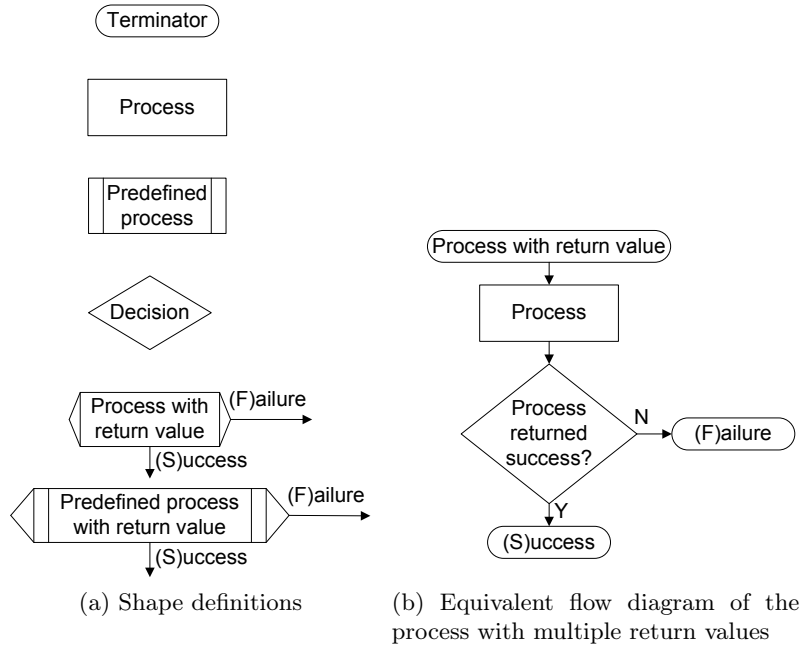 Terminator
Process
Predefined
process
Decision
Process with
return value
(F)ailure
(S)uccess
Predefined process
with return value
(F)ailure
(S)uccess
(a) Shape definitions
Process with return value
Process
Process
returned
success?
N
(F)ailure
Y
(S)uccess
(b) Equivalent flow diagram of the
process with multiple return values